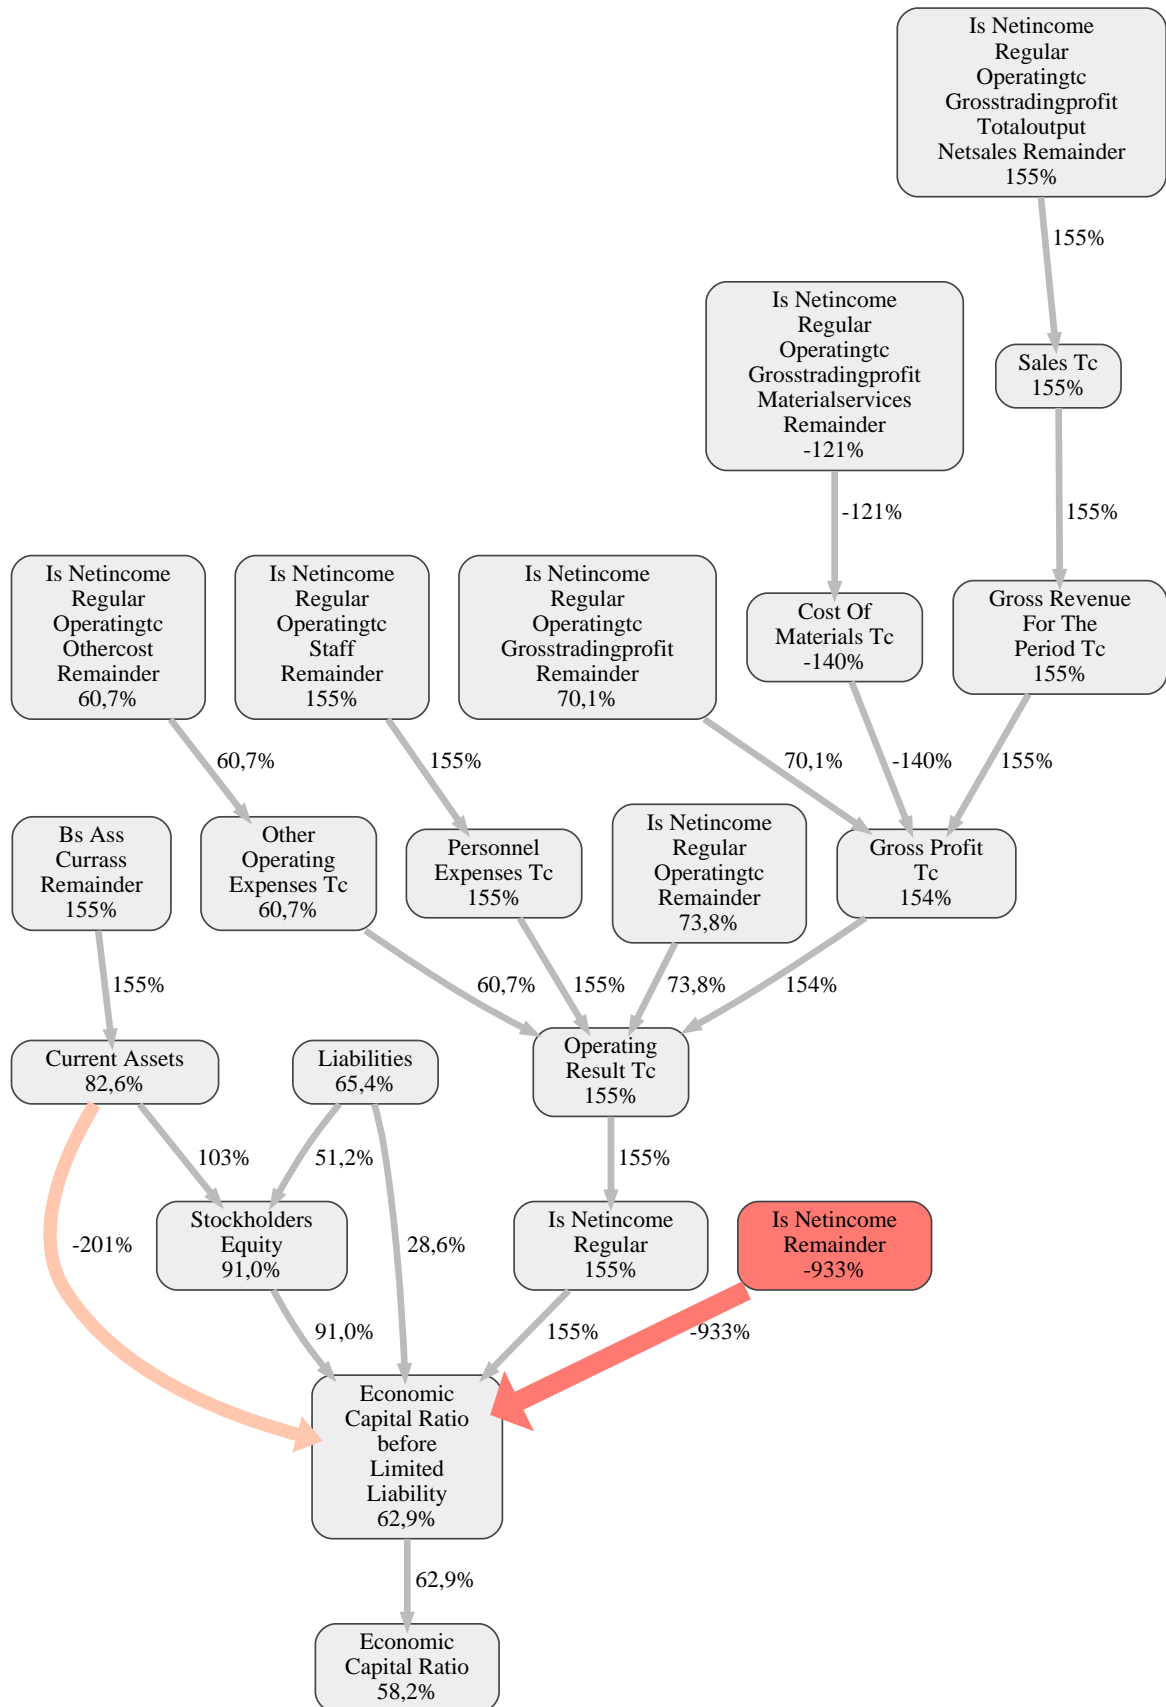 Is Netincome
Regular
Operatingtc
Grosstradingprofit
Totaloutput
Netsales Remainder
155%
155%
Is Netincome
Regular
Operatingtc
Grosstradingprofit
Materialservices
Remainder
-121%
Sales Tc
155%
-121%
155%
Is Netincome
Regular
Operatingtc
Othercost
Remainder
60,7%
Is Netincome
Regular
Operatingtc
Staff
Remainder
155%
Is Netincome
Regular
Operatingtc
Grosstradingprofit
Remainder
70,1%
Cost Of
Materials Tc
-140%
Gross Revenue
For The
Period Tc
155%
60,7%
155%
70,1%
-140%
155%
Bs Ass
Currass
Remainder
155%
Other
Operating
Expenses Tc
60,7%
Personnel
Expenses Tc
155%
Is Netincome
Regular
Operatingtc
Remainder
73,8%
Gross Profit
Tc
154%
155%
60,7%
155%
73,8%
154%
Current Assets
82,6%
Liabilities
65,4%
Operating
Result Tc
155%
103%
51,2%
155%
Stockholders
Equity
91,0%
Is Netincome
Regular
155%
Is Netincome
Remainder
-933%
-201%
28,6%
91,0%
155%
-933%
Economic
Capital Ratio
before
Limited
Liability
62,9%
62,9%
Economic
Capital Ratio
58,2%